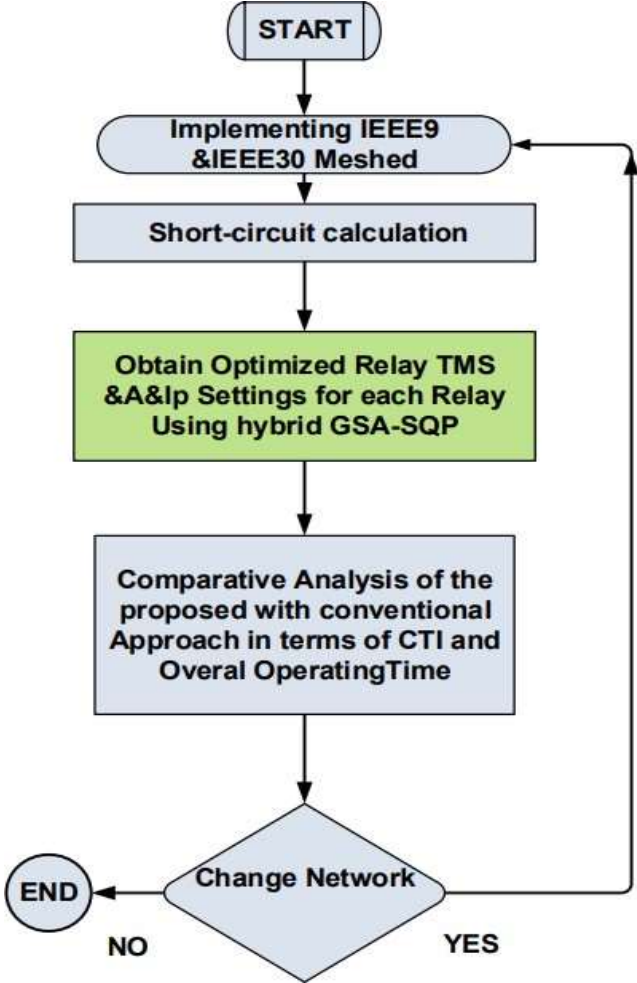 START
Implementing IEEE9
&IEEE30 Meshed
Short-circuit calculation
Obtain Optimized Relay TMS
&A&Ip Settings for each Relay
Using hybrid GSA-SQP
Comparative Analysis of the
proposed with conventional
Approach in terms of CTI and
Overal OperatingTime
Change Network
END
NO
YES